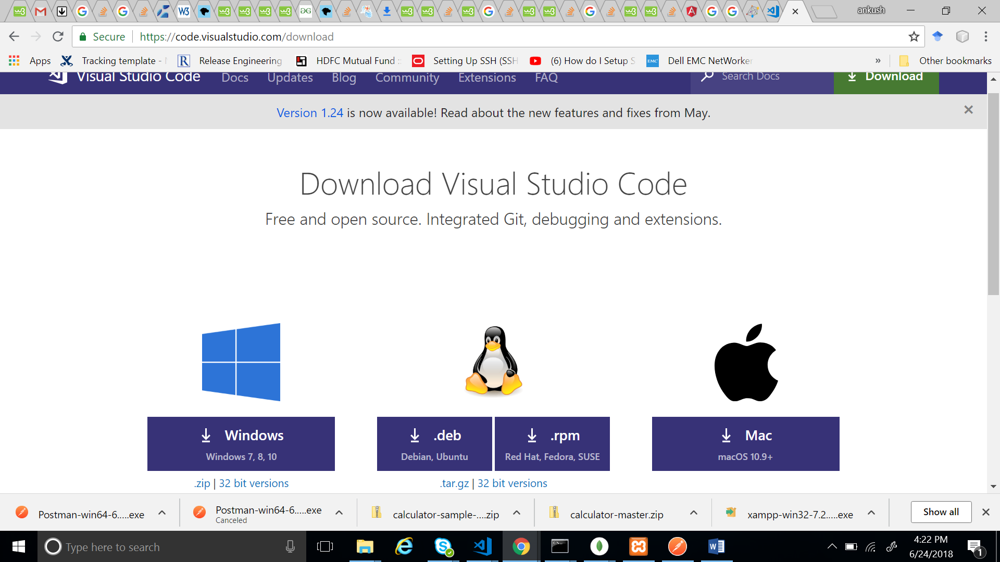 ankush
Secure
https://code.visualstudio.com/download
Apps
Tracking template -
Release Engineering
HDFC Mutual Fund ::
Setting Up SSH (SSH
(6) How do I Setup S
Dell EMC NetWorker
»
Other bookmarks
Visual Studio Code
Docs
Updates
Blog
Community
Extensions
FAQ
Search Docs
Download
Version 1.24 is now available! Read about the new features and fixes from May.
Download Visual Studio Code
Free and open source. Integrated Git, debugging and extensions.
Windows
Windows 7, 8, 10
.deb
Debian, Ubuntu
.rpm
Red Hat, Fedora, SUSE
Mac
macOS 10.9+
.zip | 32 bit versions
.tar.gz | 32 bit versions
Postman-win64-6.....exe
Postman-win64-6.....exe
Canceled
calculator-sample-....zip
calculator-master.zip
xampp-win32-7.2.....exe
Show all
Type here to search
4:22 PM
6/24/2018
1